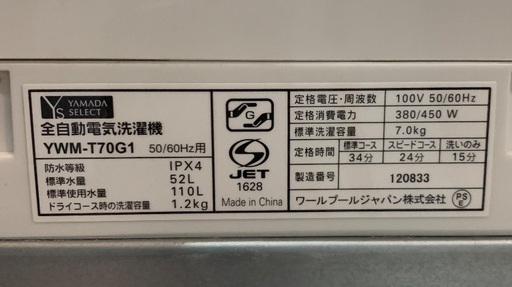 YS YAMADA SELECT
全自動電気洗濯機
YWM-T70G1 50/60Hz用
防水等級 IPX4
標準水量 52L
標準使用水量 110L
ドライコース時の洗濯容量 1.2kg
G
S
JET
1628
Made in China
定格電圧・周波数 100V 50/60Hz
定格消費電力 380/450 W
標準洗濯容量 7.0kg
定格時間 標準コース スピードコース 洗いのみ
34分 24分 15分
製造番号 120833
ワールプールジャパン株式会社 PSE